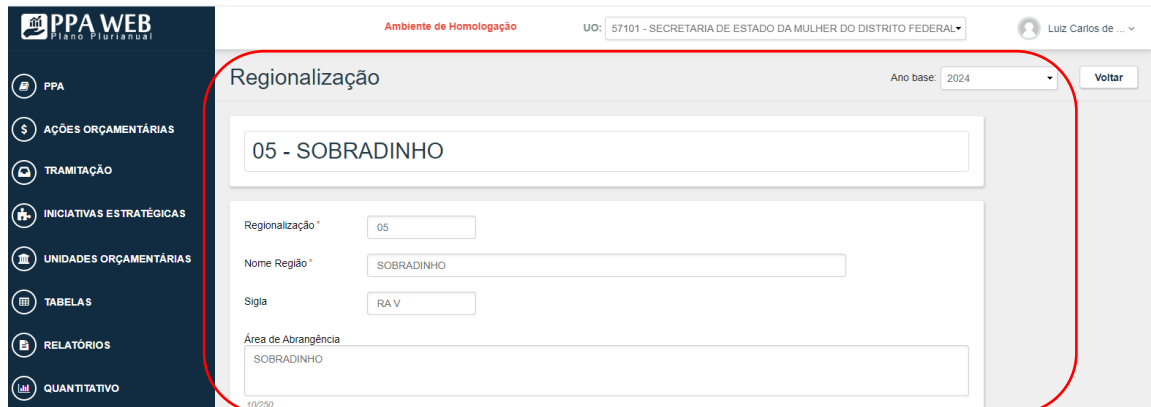 PPA WEB
Plano Plurianual
Ambiente de Homologação
UO: 57101 - SECRETARIA DE ESTADO DA MULHER DO DISTRITO FEDERAL
Luiz Carlos de ...
PPA
AÇÕES ORÇAMENTÁRIAS
TRAMITAÇÃO
INICIATIVAS ESTRATÉGICAS
UNIDADES ORÇAMENTÁRIAS
TABELAS
RELATÓRIOS
QUANTITATIVO
Regionalização
Ano base: 2024
Voltar
05 - SOBRADINHO
Regionalização * 05
Nome Região * SOBRADINHO
Sigla RA V
Área de Abrangência
SOBRADINHO
10/250